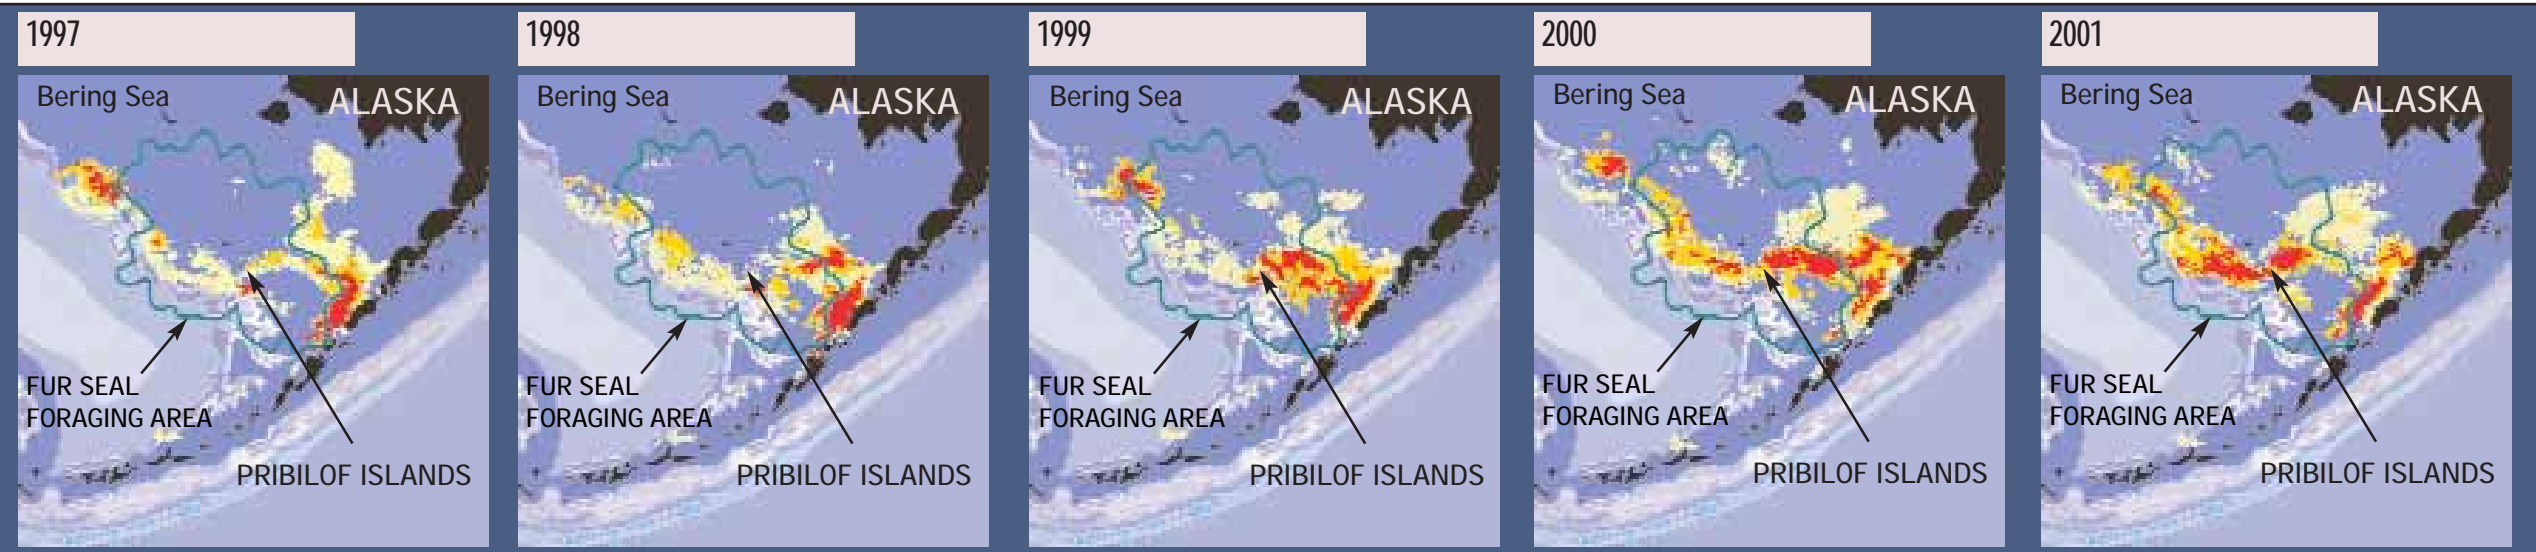 1997
Bering Sea
ALASKA
FUR SEAL
FORAGING AREA
PRIBILOF ISLANDS
1998
Bering Sea
ALASKA
FUR SEAL
FORAGING AREA
PRIBILOF ISLANDS
1999
Bering Sea
ALASKA
FUR SEAL
FORAGING AREA
PRIBILOF ISLANDS
2000
Bering Sea
ALASKA
FUR SEAL
FORAGING AREA
PRIBILOF ISLANDS
2001
Bering Sea
ALASKA
FUR SEAL
FORAGING AREA
PRIBILOF ISLANDS